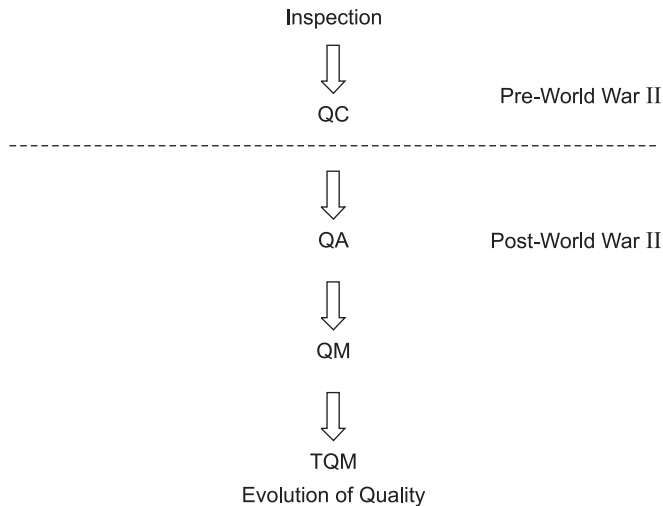 Inspection
Pre-World War II
QC
QA
Post-World War II
QM
TQM
Evolution of Quality